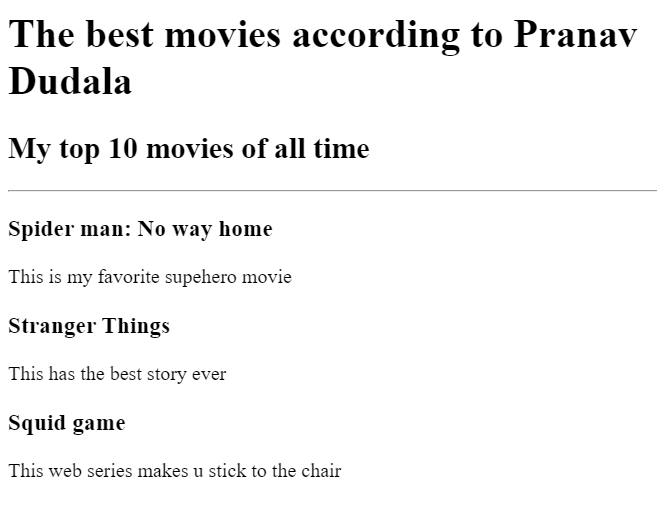 The best movies according to Pranav
Dudala
My top 10 movies of all time
Spider man: No way home
This is my favorite supehero movie
Stranger Things
This has the best story ever
Squid game
This web series makes u stick to the chair